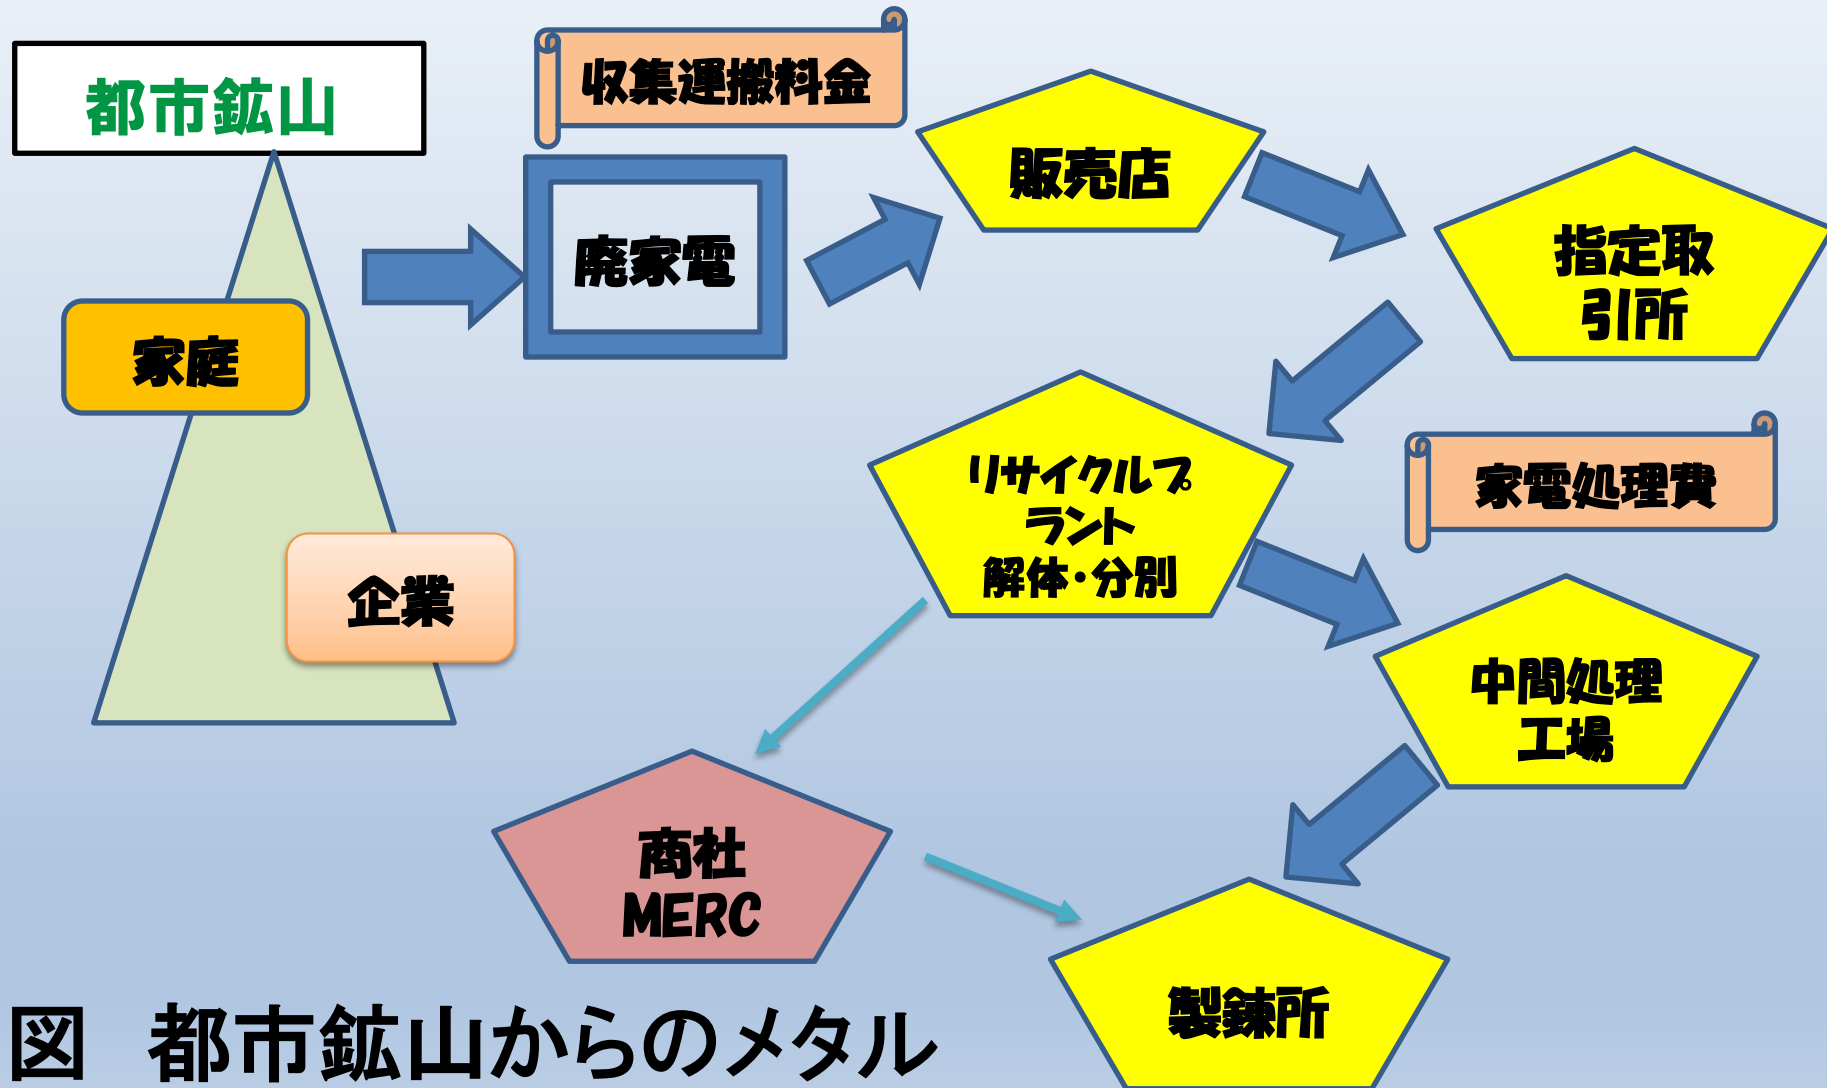 都市鉱山
収集運搬料金
販売店
廃家電
指定取
引所
家庭
リサイクルプ
ラント
解体・分別
家電処理費
企業
中間処理
工場
商社
MERC
製錬所
図　都市鉱山からのメタル